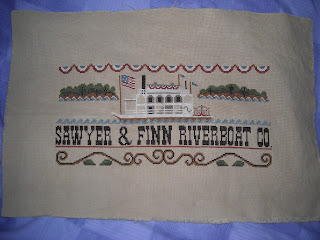 SAWYER & FINN RIVERBOAT CO